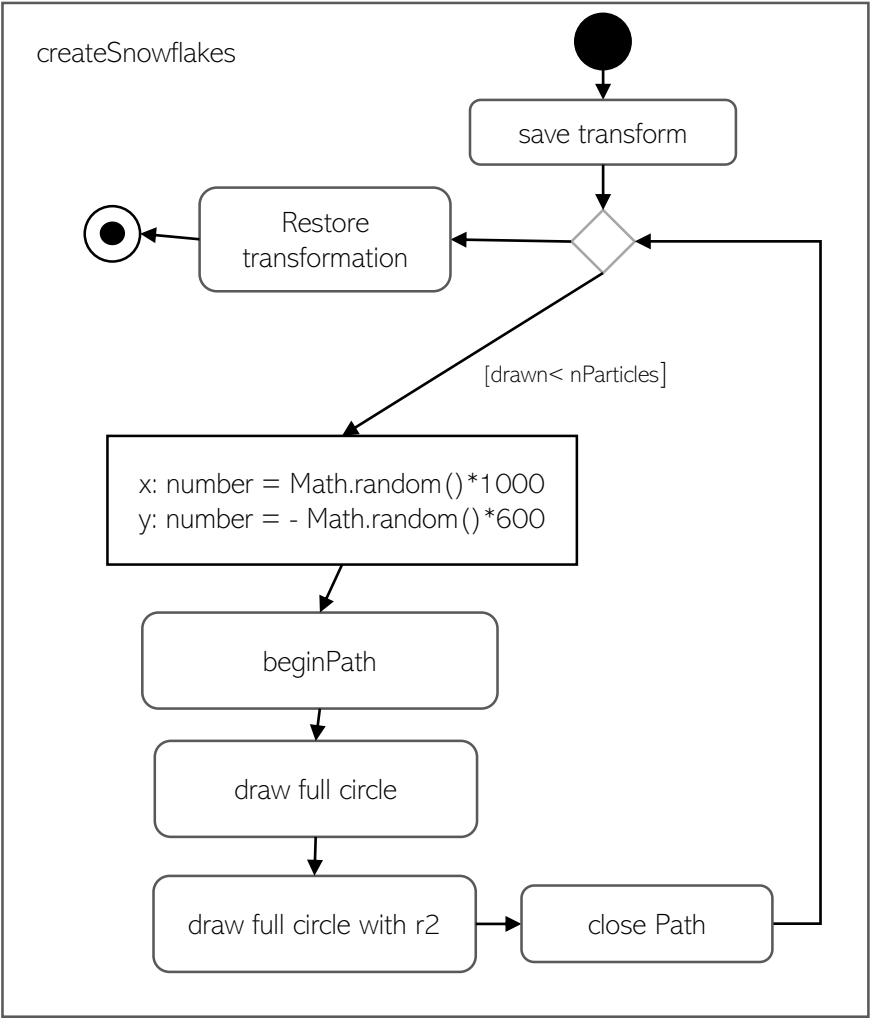 createSnowflakes
save transform
Restore
transformation
[drawn< nParticles]
x: number = Math.random()*1000
y: number = - Math.random()*600
beginPath
draw full circle
draw full circle with r2
close Path